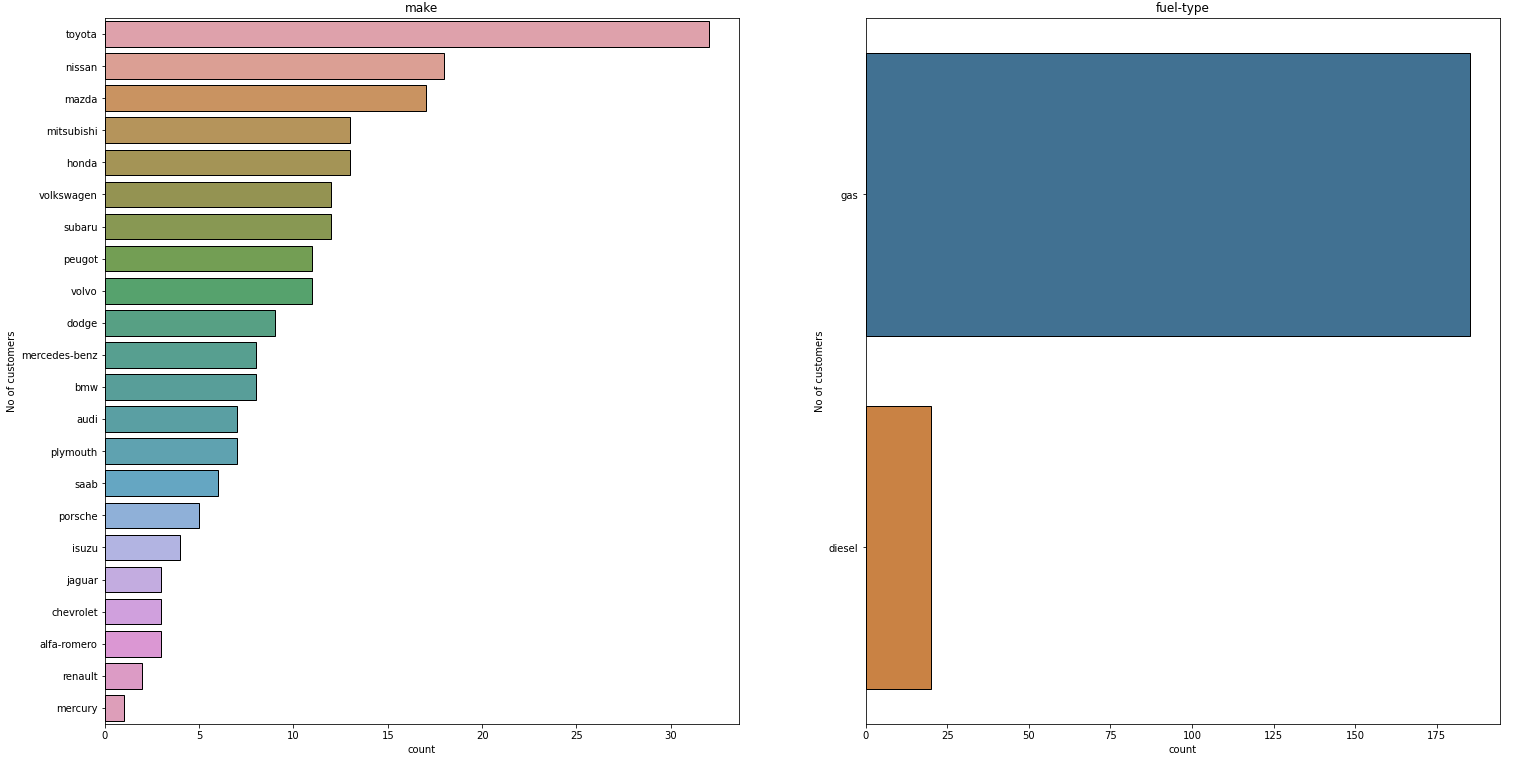 make
toyota
nissan
mazda
mitsubishi
honda
volkswagen
subaru
peugot
volvo
dodge
mercedes-benz
bmw
audi
plymouth
saab
porsche
isuzu
jaguar
chevrolet
alfa-romero
renault
mercury
No of customers
0 5 10 15 20 25 30
count
fuel-type
gas
diesel
No of customers
0 25 50 75 100 125 150 175
count